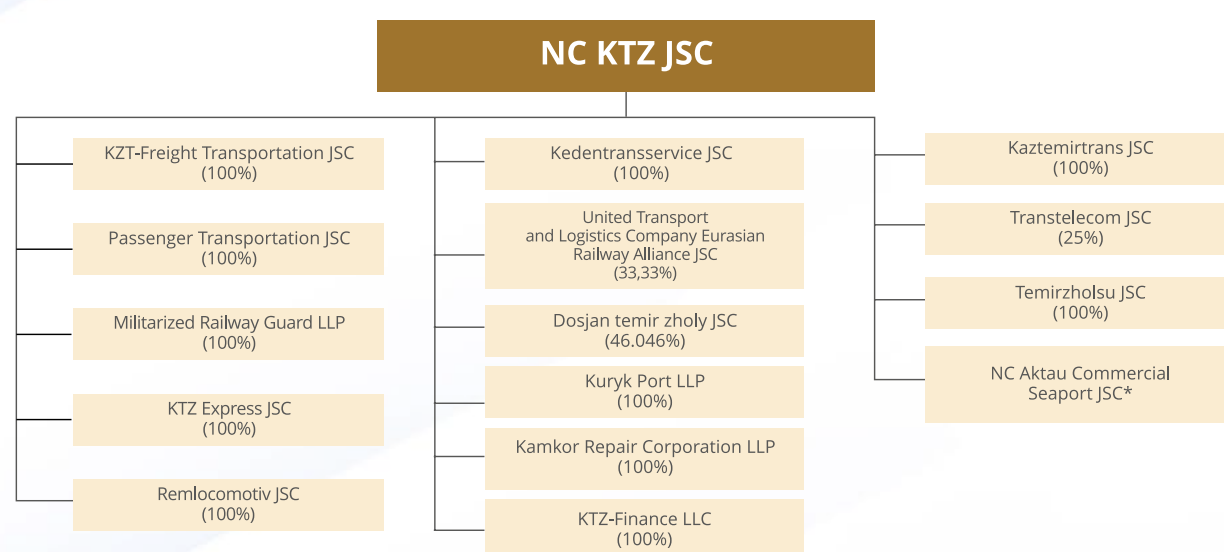 NC KTZ JSC
KZT-Freight Transportation JSC
(100%)
Passenger Transportation JSC
(100%)
Militarized Railway Guard LLP
(100%)
KTZ Express JSC
(100%)
Remlocomotiv JSC
(100%)
Kedentransservice JSC
(100%)
United Transport
and Logistics Company Eurasian
Railway Alliance JSC
(33,33%)
Dosjan temir zholy JSC
(46.046%)
Kuryk Port LLP
(100%)
Kamkor Repair Corporation LLP
(100%)
KTZ-Finance LLC
(100%)
Kaztemirtrans JSC
(100%)
Transtelecom JSC
(25%)
Temirzholsu JSC
(100%)
NC Aktau Commercial
Seaport JSC*